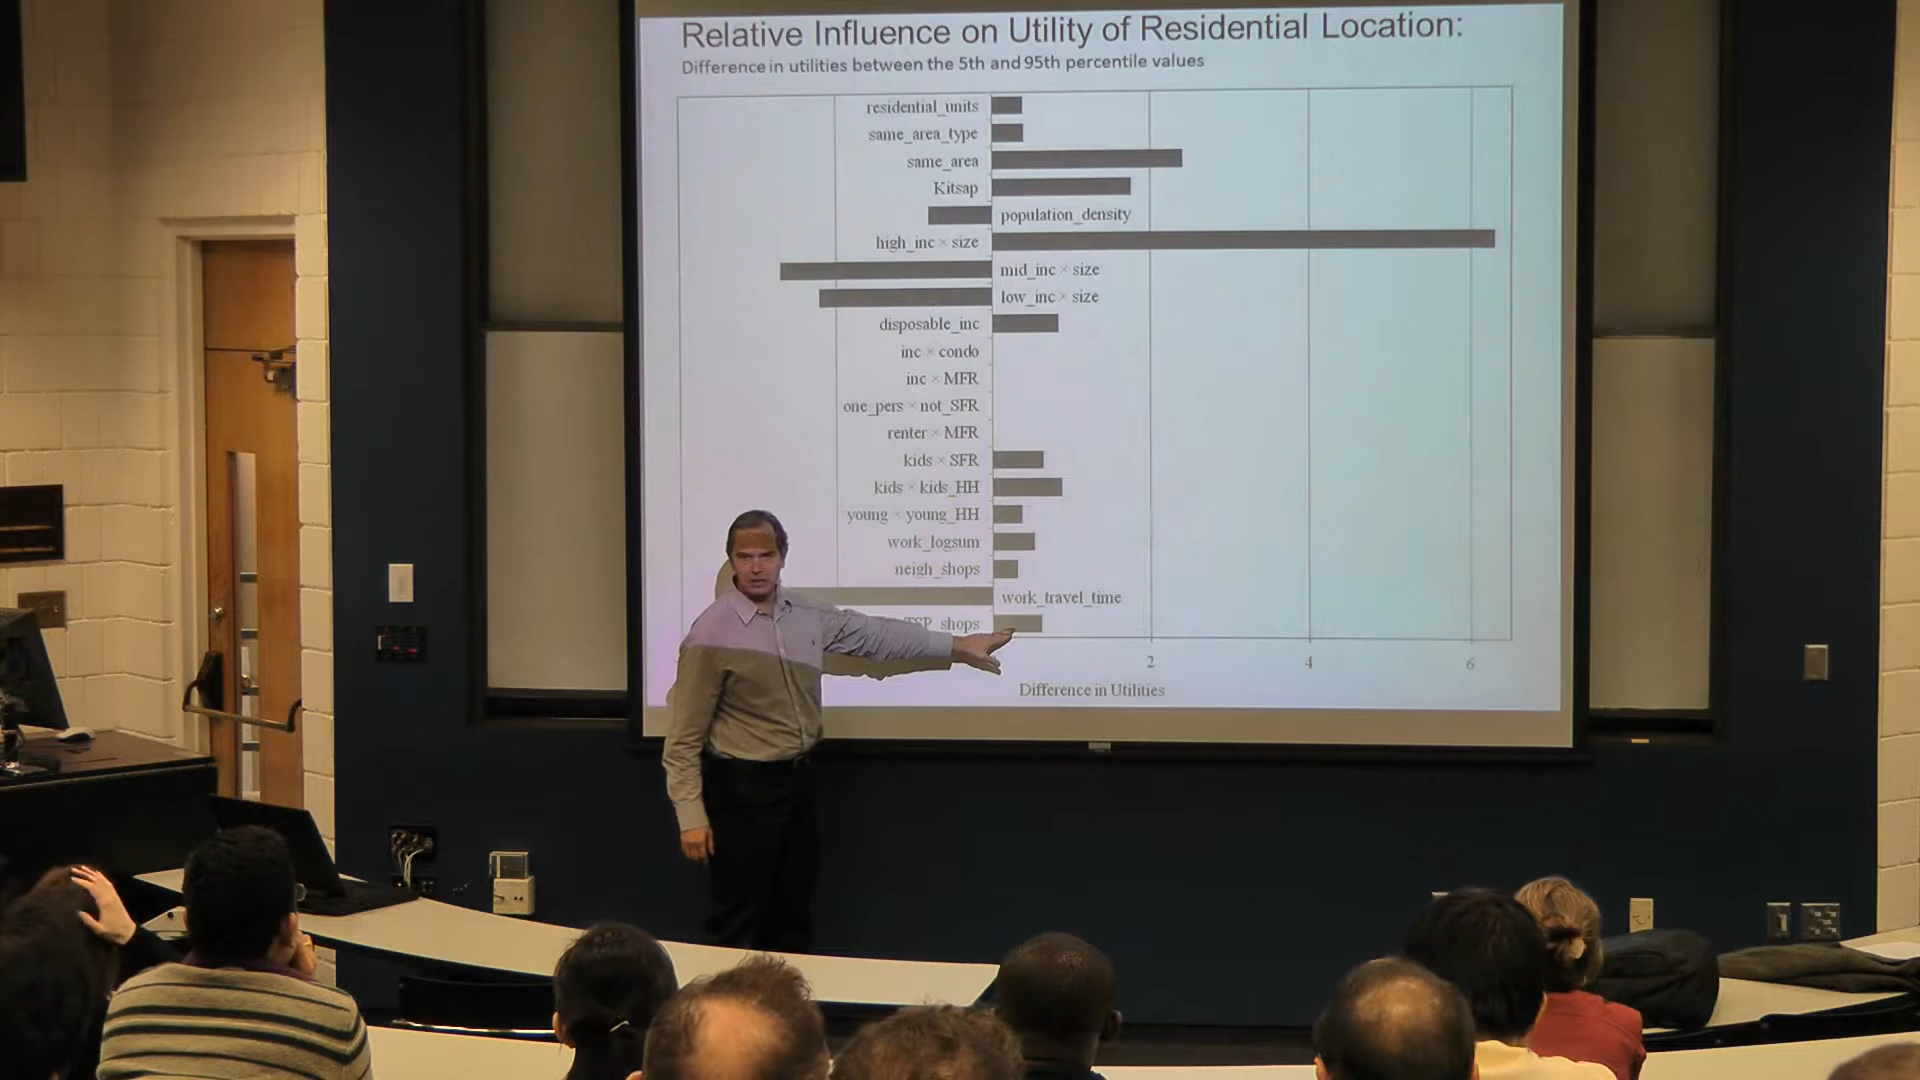 Relative Influence on Utility of Residential Location:
Difference in utilities between the 5th and 95th percentile values
residential_units
same_area_type
same_area
Kitsap
population_density
high_inc × size
mid_inc × size
low_inc × size
disposable_inc
inc × condo
inc × MFR
one_pers × not_SFR
renter × MFR
kids × SFR
kids × kids_HH
young × young_HH
work_logsum
neigh_shops
work_travel_time
TSP_shops
2 4 6
Difference in Utilities